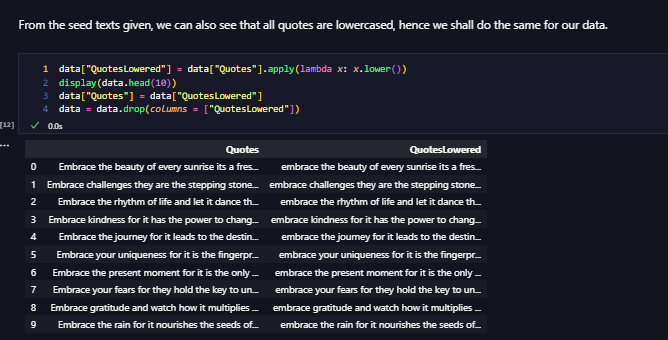 From the seed texts given, we can also see that all quotes are lowercased, hence we shall do the same for our data.
1 data["QuotesLowered"] = data["Quotes"].apply(lambda x: x.lower())
2 display(data.head(10))
3 data["Quotes"] = data["QuotesLowered"]
4 data = data.drop(columns = ["QuotesLowered"])
[12] ✓ 0.0s
...
Quotes QuotesLowered
0 Embrace the beauty of every sunrise its a fres... embrace the beauty of every sunrise its a fres...
1 Embrace challenges they are the stepping stone... embrace challenges they are the stepping stone...
2 Embrace the rhythm of life and let it dance th... embrace the rhythm of life and let it dance th...
3 Embrace kindness for it has the power to chang... embrace kindness for it has the power to chang...
4 Embrace the journey for it leads to the destin... embrace the journey for it leads to the destin...
5 Embrace your uniqueness for it is the fingerpr... embrace your uniqueness for it is the fingerpr...
6 Embrace the present moment for it is the only ... embrace the present moment for it is the only ...
7 Embrace your fears for they hold the key to un... embrace your fears for they hold the key to un...
8 Embrace gratitude and watch how it multiplies ... embrace gratitude and watch how it multiplies ...
9 Embrace the rain for it nourishes the seeds of... embrace the rain for it nourishes the seeds of...